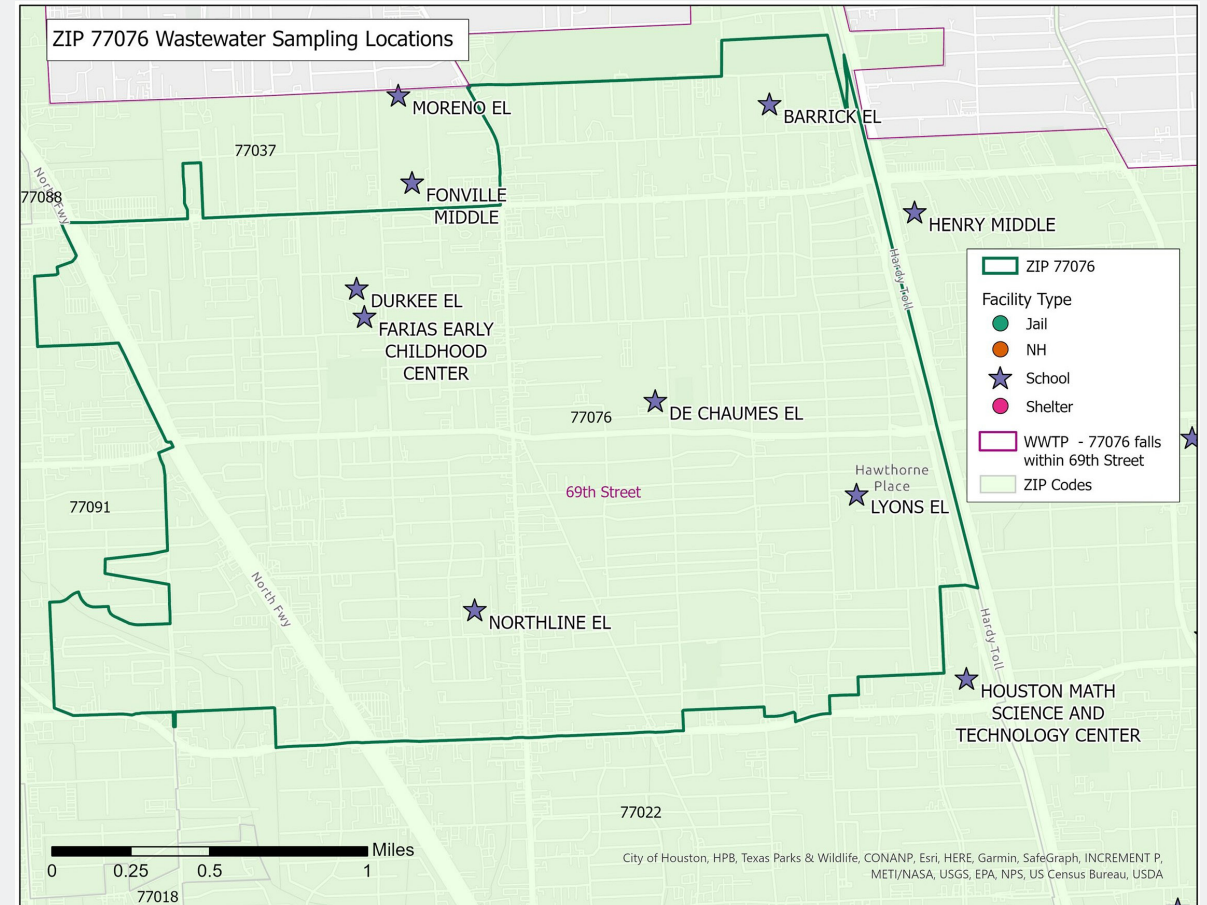 ZIP 77076 Wastewater Sampling Locations
MORENO EL
BARRICK EL
77037
North Fwy
77088
FONVILLE
MIDDLE
HENRY MIDDLE
Hardy Toll
DURKEE EL
FARIAS EARLY
CHILDHOOD
CENTER
ZIP 77076
Facility Type
Jail
NH
School
Shelter
WWTP - 77076 falls
within 69th Street
ZIP Codes
77076
DE CHAUMES EL
69th Street
Hawthorne
Place
LYONS EL
77091
North Fwy
NORTHLINE EL
Hardy Toll
HOUSTON MATH
SCIENCE AND
TECHNOLOGY CENTER
77022
Miles
0 0.25 0.5 1
77018
City of Houston, HPB, Texas Parks & Wildlife, CONANP, Esri, HERE, Garmin, SafeGraph, INCREMENT P,
METI/NASA, USGS, EPA, NPS, US Census Bureau, USDA